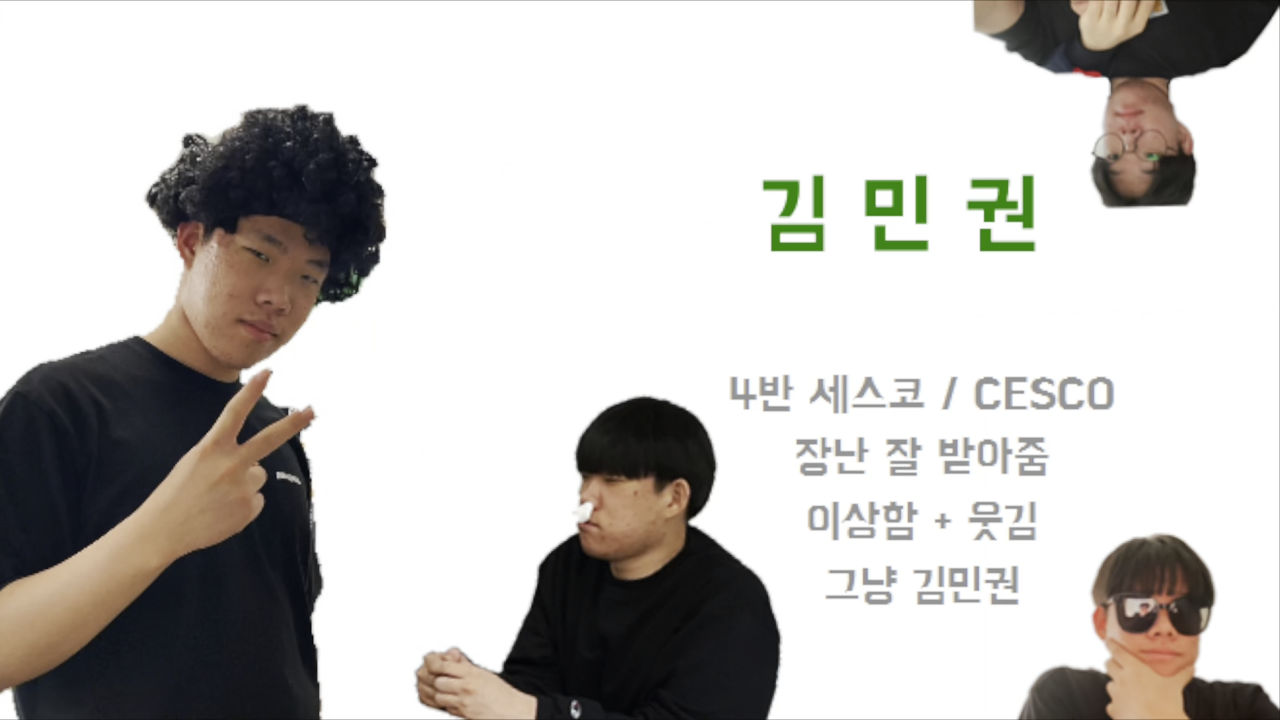 김 민 권
4반 세스코 / CESCO
장난 잘 받아줌
이상함 + 웃김
그냥 김민권